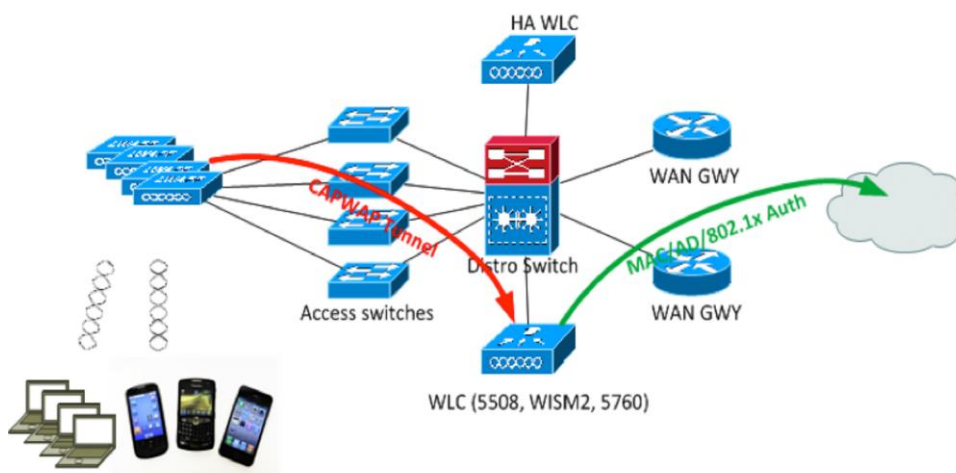 HA WLC
CAPWAP Tunnel
WAN GWY
MAC/AD/802.1x Auth
Distro Switch
Access switches
WAN GWY
WLC (5508, WISM2, 5760)